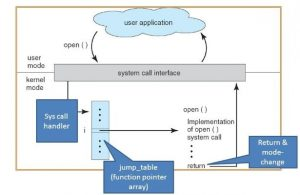 user application
open ( )
user
mode
system call interface
kernel
mode
Sys call
handler
open ( )
Implementation
of open ( )
system call
i
return
Return &
mode-
change
jump_table
(function pointer
array)